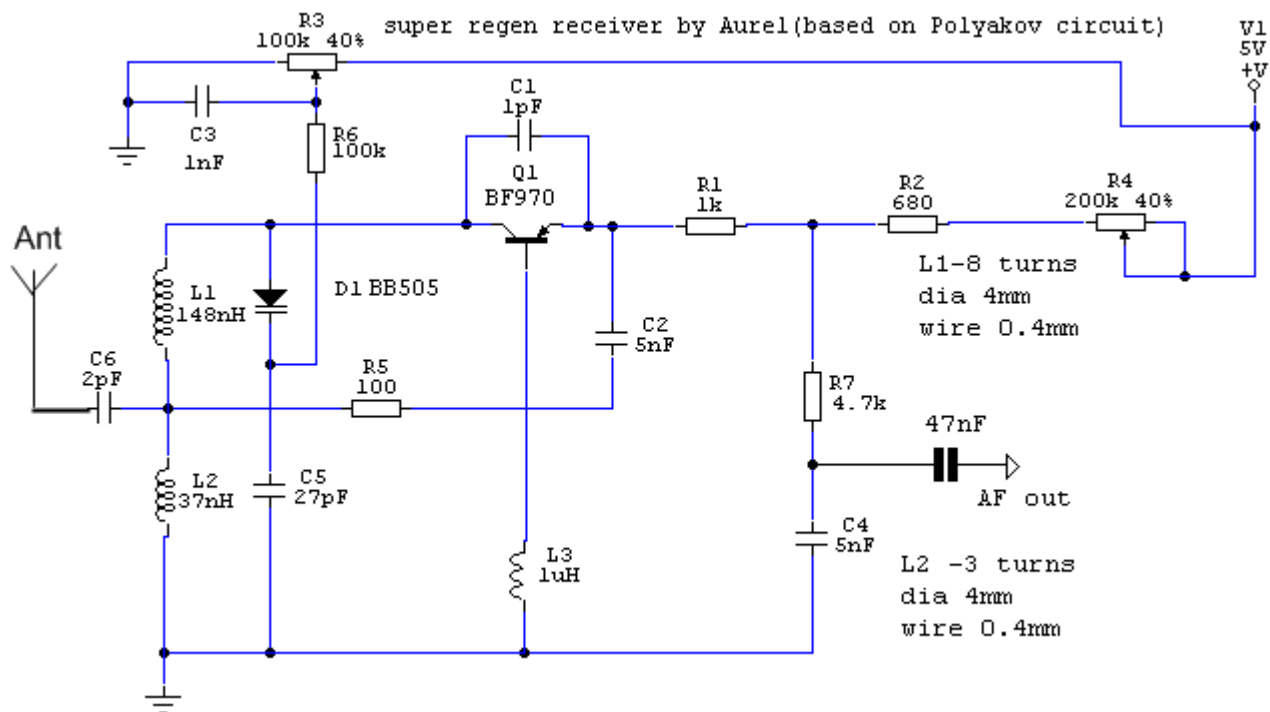 super regen receiver by Aurel(based on Polyakov circuit)
R3
100k 40%
V1
5V
+V
C3
1nF
R6
100k
C1
1pF
Q1
BF970
R1
1k
R2
680
R4
200k 40%
Ant
L1
148nH
D1 BB505
L1-8 turns
dia 4mm
wire 0.4mm
C2
5nF
C6
2pF
R5
100
R7
4.7k
47nF
AF out
L2
37nH
C5
27pF
C4
5nF
L3
1uH
L2 -3 turns
dia 4mm
wire 0.4mm